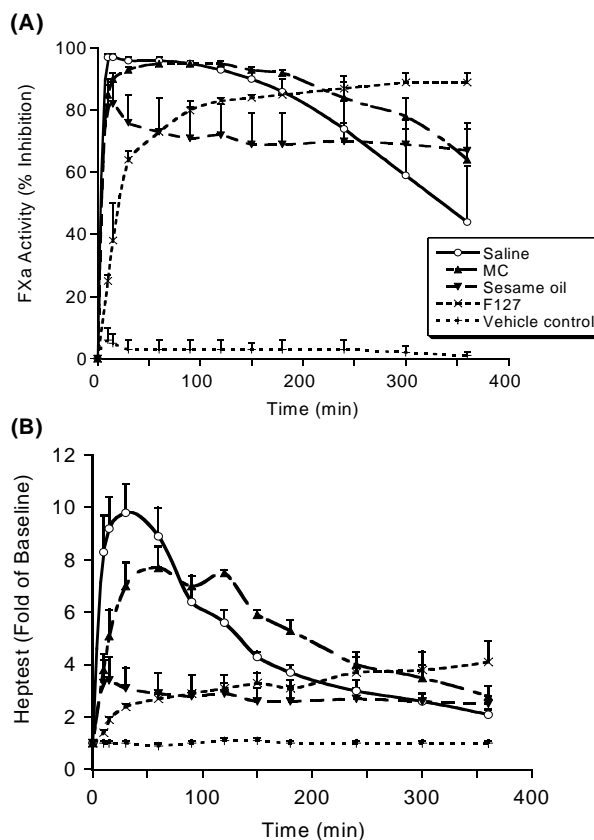 (A)
100
80
60
40
20
0
FXa Activity (% Inhibition)
Saline
MC
Sesame oil
F127
Vehicle control
0 100 200 300 400
Time (min)
(B)
12
10
8
6
4
2
0
Heptest (Fold of Baseline)
0 100 200 300 400
Time (min)